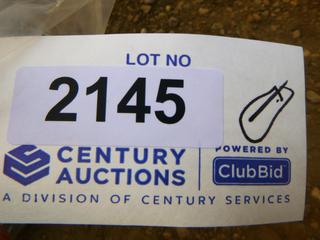 LOT NO
2145
CENTURY AUCTIONS
POWERED BY
ClubBid
A DIVISION OF CENTURY SERVICES